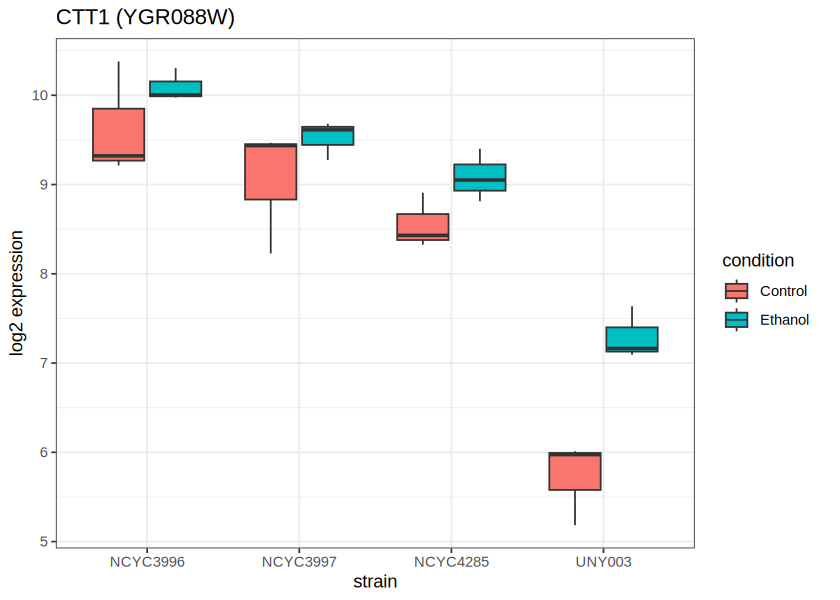 CTT1 (YGR088W)
log2 expression
10
9
8
7
6
5
NCYC3996 NCYC3997 NCYC4285 UNY003
strain
condition
Control
Ethanol